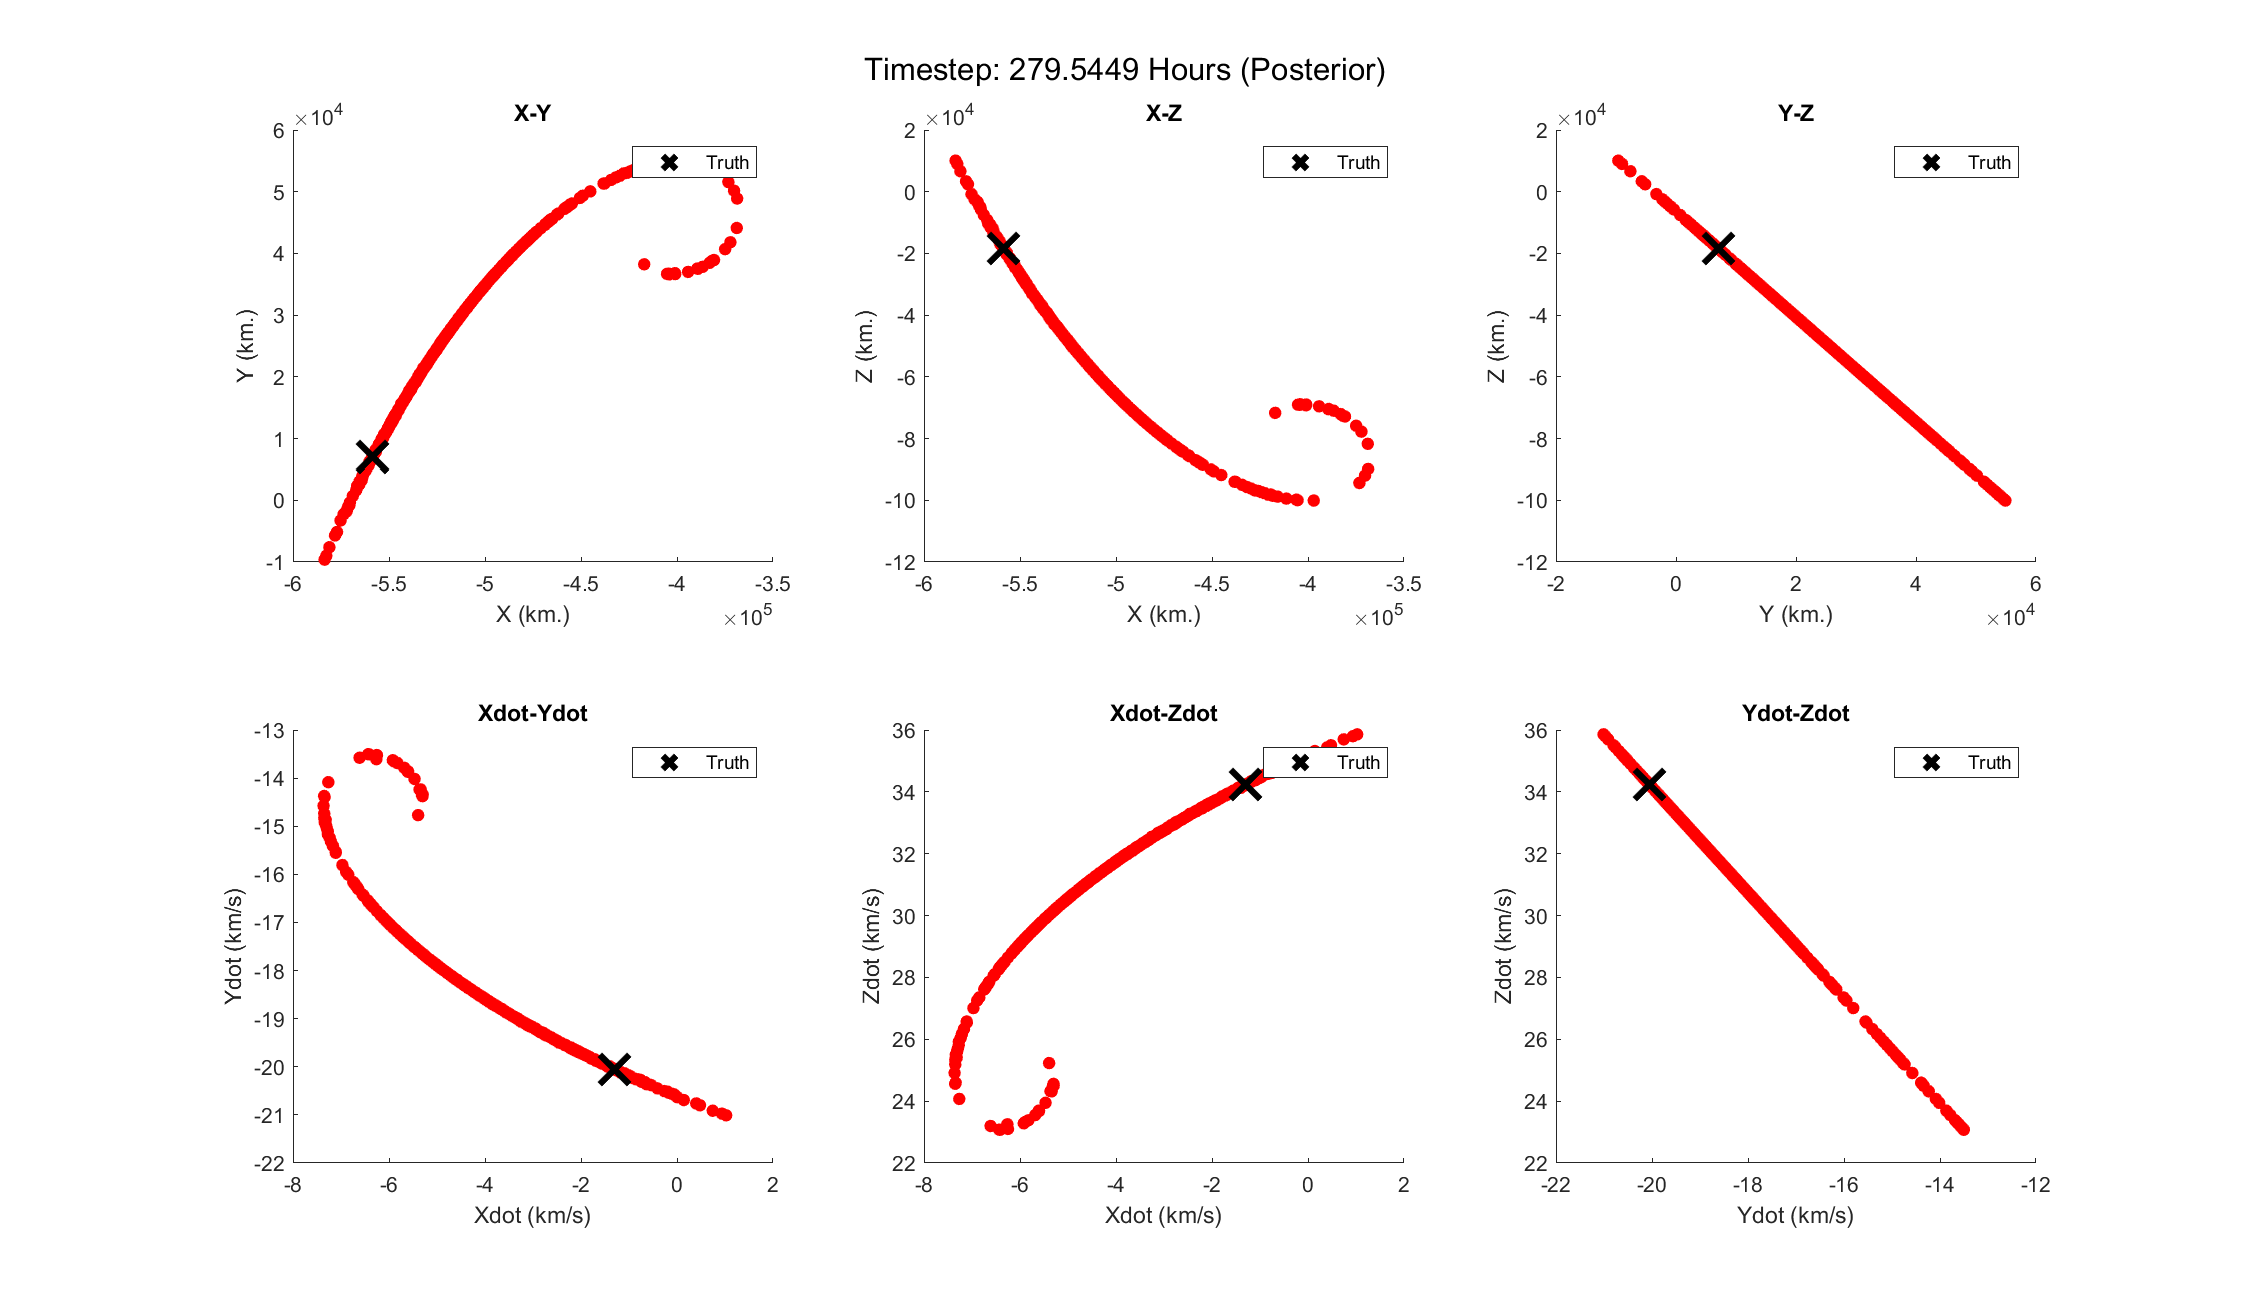 Timestep: 279.5449 Hours (Posterior)
X-Y
×10^4
6
5
4
3
2
1
0
-1
Y (km.)
-6 -5.5 -5 -4.5 -4 -3.5
X (km.)
×10^5
Truth
X-Z
×10^4
2
0
-2
-4
-6
-8
-10
-12
Z (km.)
-6 -5.5 -5 -4.5 -4 -3.5
X (km.)
×10^5
Truth
Y-Z
×10^4
2
0
-2
-4
-6
-8
-10
-12
Z (km.)
-2 0 2 4 6
Y (km.)
×10^4
Truth
Xdot-Ydot
-13
-14
-15
-16
-17
-18
-19
-20
-21
-22
Ydot (km/s)
-8 -6 -4 -2 0 2
Xdot (km/s)
Truth
Xdot-Zdot
36
34
32
30
28
26
24
22
Zdot (km/s)
-8 -6 -4 -2 0 2
Xdot (km/s)
Truth
Ydot-Zdot
36
34
32
30
28
26
24
22
Zdot (km/s)
-22 -20 -18 -16 -14 -12
Ydot (km/s)
Truth